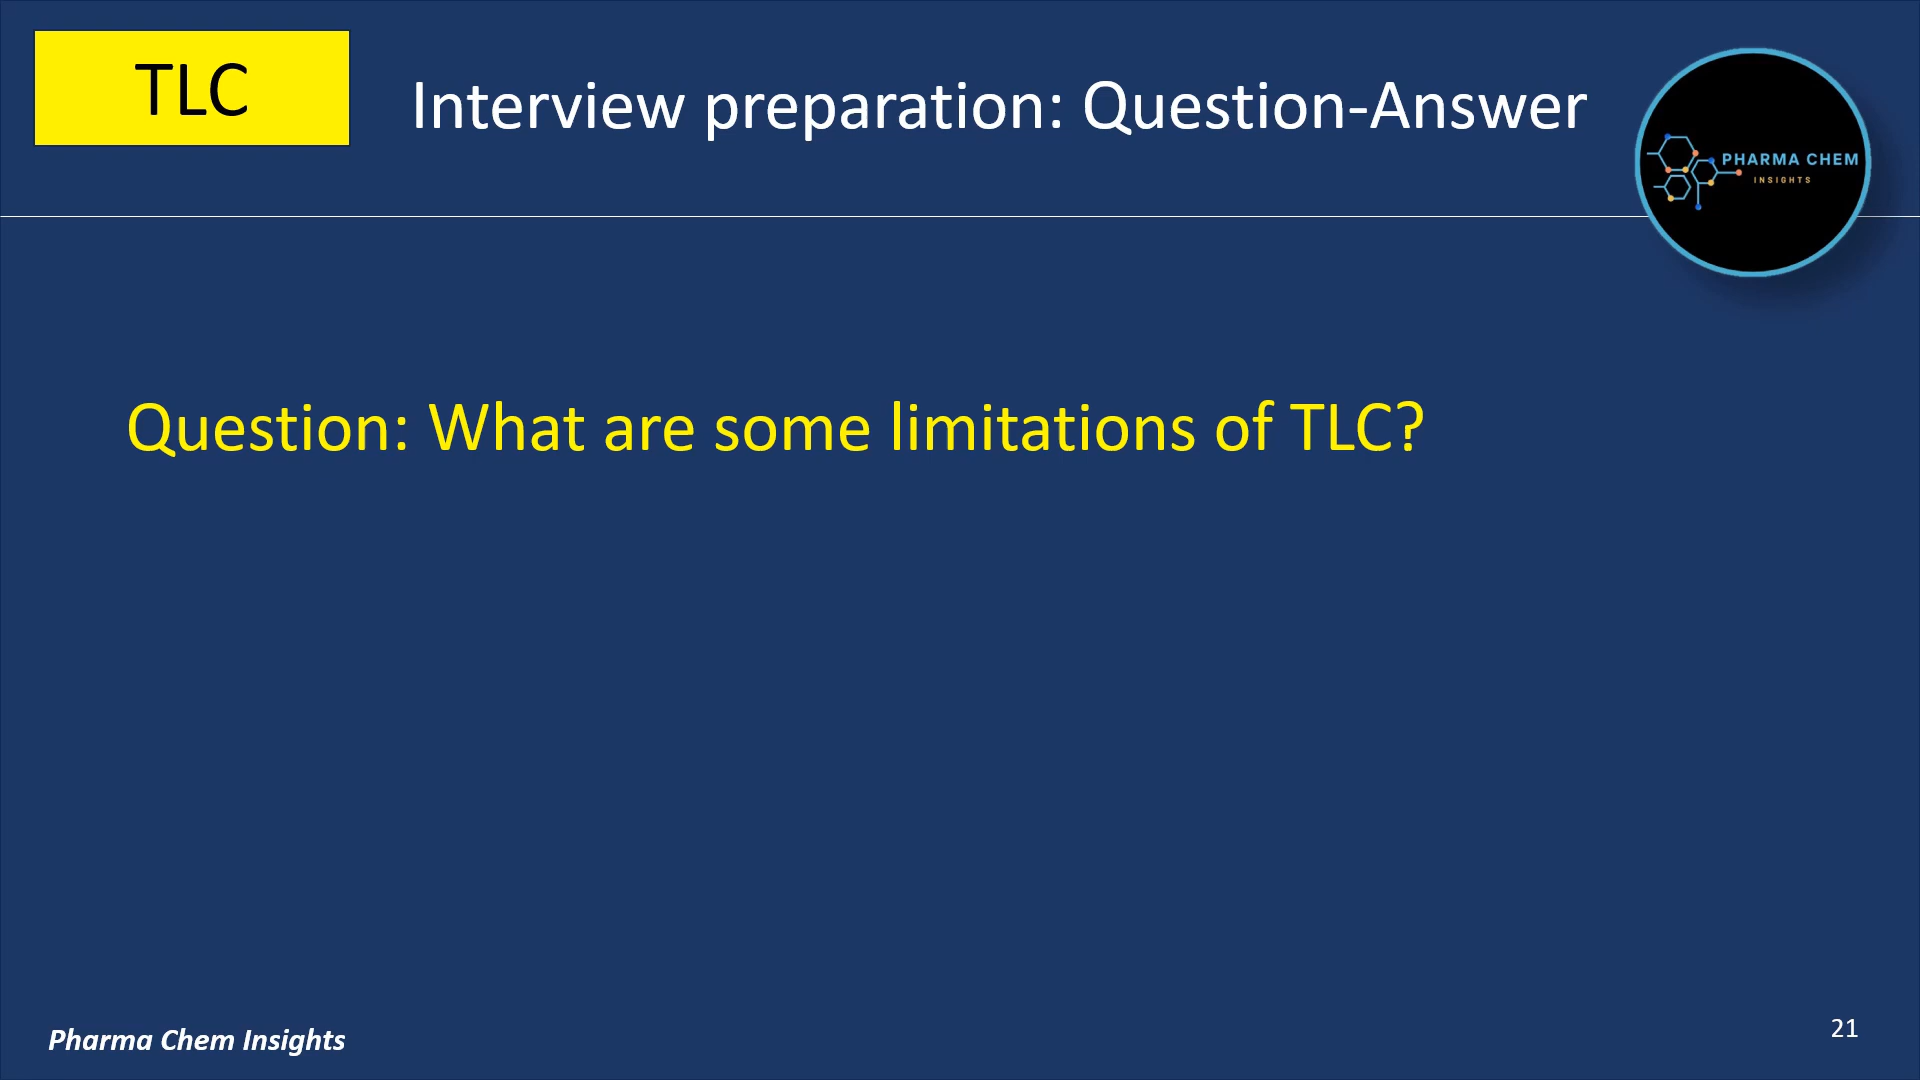 TLC
Interview preparation: Question-Answer
PHARMA CHEM
INSIGHTS
Question: What are some limitations of TLC?
Pharma Chem Insights
21